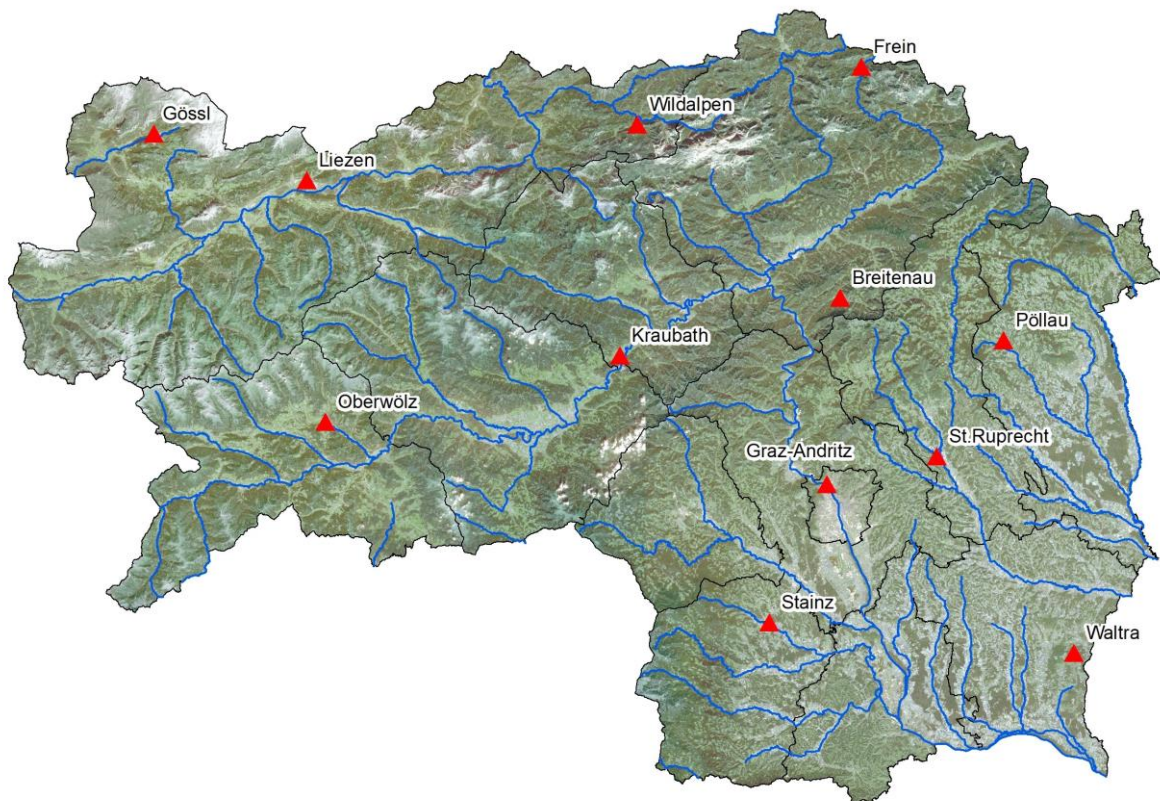 Frein
Gössl
Wildalpen
Liezen
Breitenau
Pöllau
Kraubath
Oberwölz
Graz-Andritz
St.Ruprecht
Stainz
Waltra